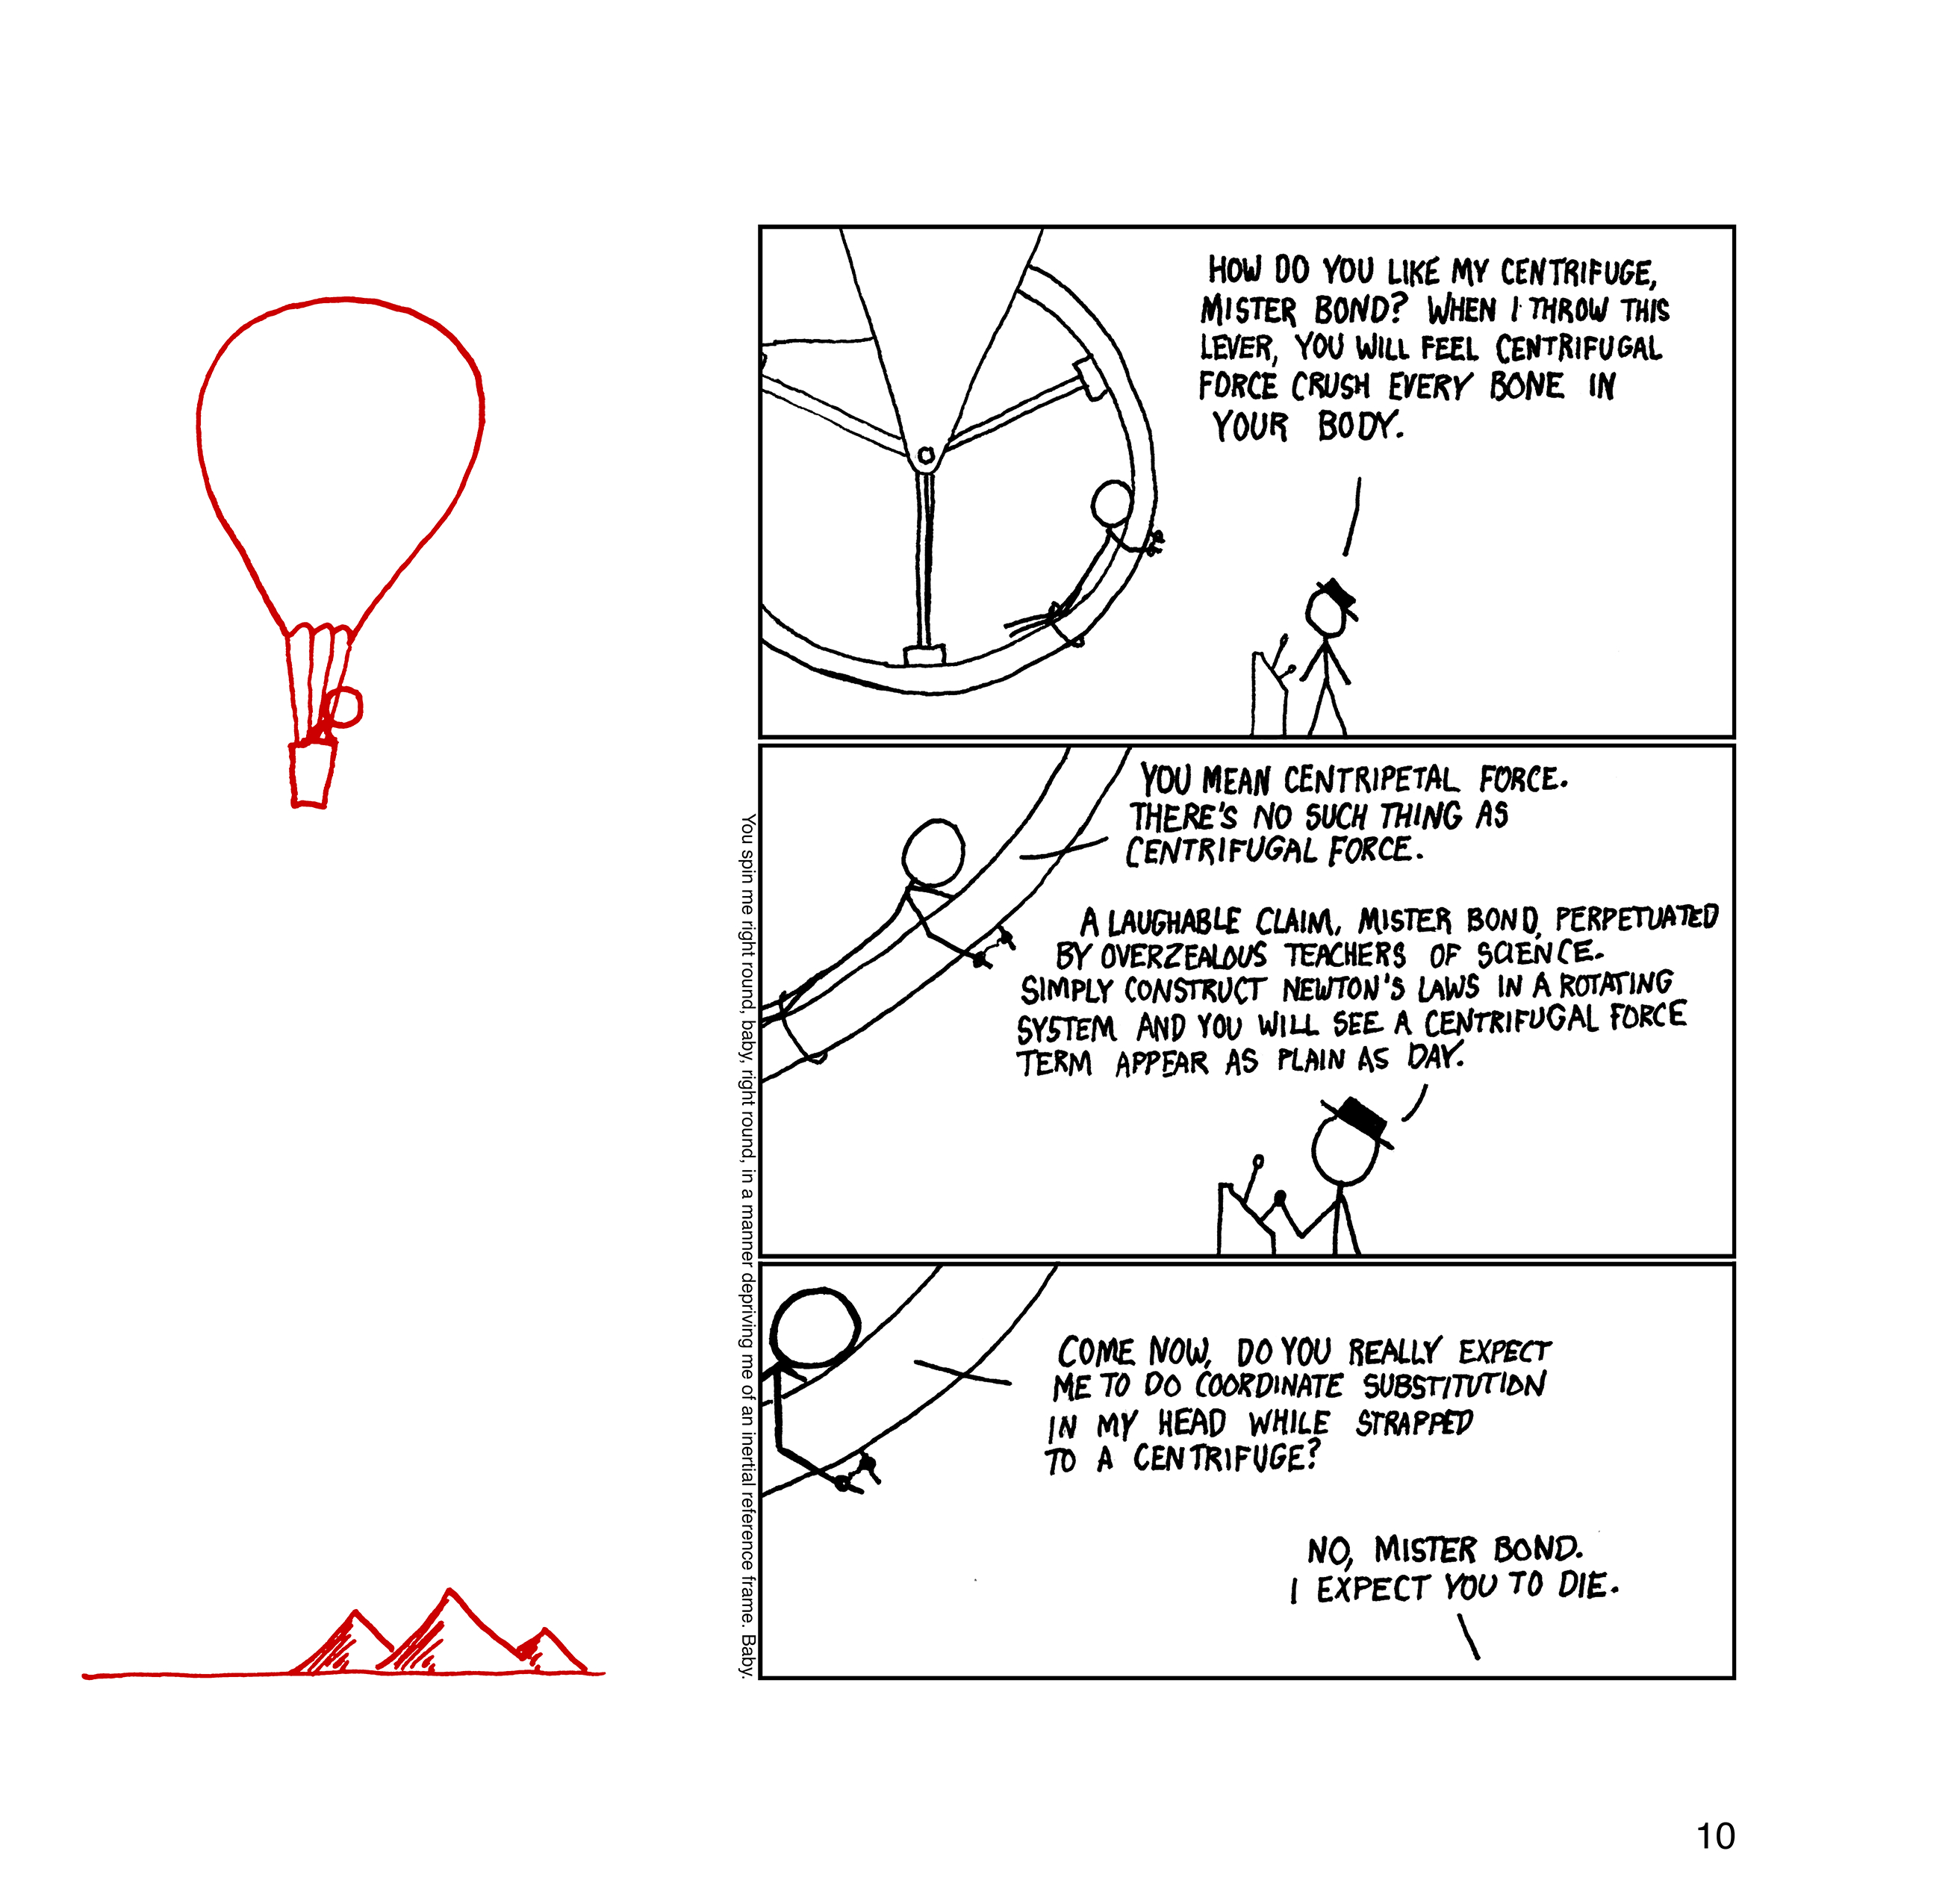 HOW DO YOU LIKE MY CENTRIFUGE,
MISTER BOND? WHEN I THROW THIS
LEVER, YOU WILL FEEL CENTRIFUGAL
FORCE CRUSH EVERY BONE IN
YOUR BODY.
YOU MEAN CENTRIPETAL FORCE.
THERE'S NO SUCH THING AS
CENTRIFUGAL FORCE.
A LAUGHABLE CLAIM, MISTER BOND, PERPETUATED
BY OVERZEALOUS TEACHERS OF SCIENCE.
SIMPLY CONSTRUCT NEWTON'S LAWS IN A ROTATING
SYSTEM AND YOU WILL SEE A CENTRIFUGAL FORCE
TERM APPEAR AS PLAIN AS DAY.
COME NOW, DO YOU REALLY EXPECT
ME TO DO COORDINATE SUBSTITUTION
IN MY HEAD WHILE STRAPPED
TO A CENTRIFUGE?
NO, MISTER BOND.
I EXPECT YOU TO DIE.
You spin me right round, baby, right round, in a manner depriving me of an inertial reference frame. Baby.
10